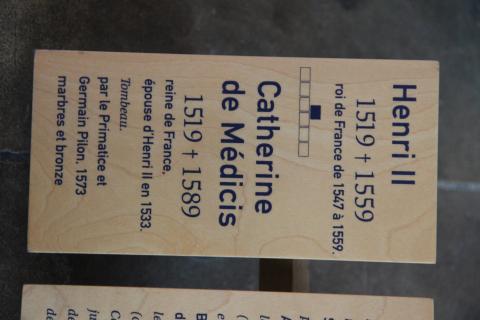 Henri II
1519 † 1559
roi de France de 1547 à 1559.
Catherine
de Médicis
1519 † 1589
reine de France,
épouse d'Henri II en 1533.
Tombeau.
par le Primatice et
Germain Pilon, 1573
marbres et bronze